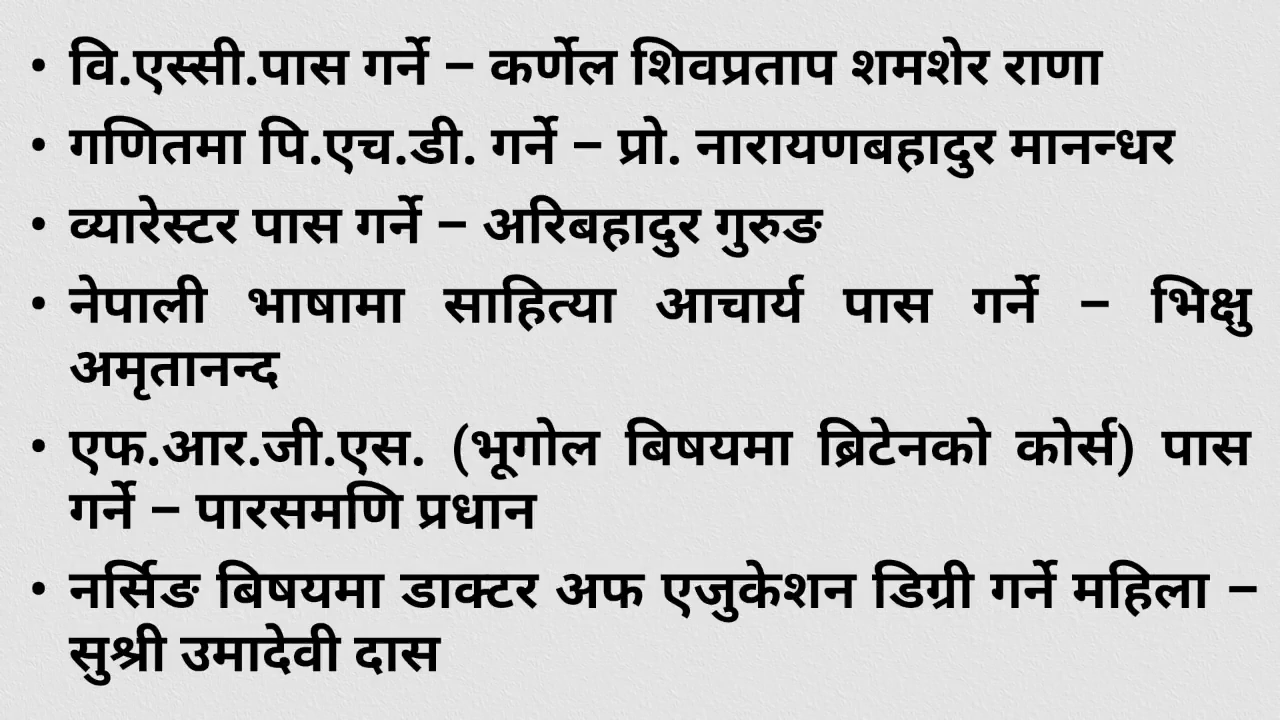 • वि.एस्सी.पास गर्ने – कर्णेल शिवप्रताप शमशेर राणा
• गणितमा पि.एच.डी. गर्ने – प्रो. नारायणबहादुर मानन्धर
• व्यारेस्टर पास गर्ने – अरिबहादुर गुरुङ
• नेपाली भाषामा साहित्या आचार्य पास गर्ने – भिक्षु
अमृतानन्द
• एफ.आर.जी.एस. (भूगोल बिषयमा ब्रिटेनको कोर्स) पास
गर्ने – पारसमणि प्रधान
• नर्सिङ बिषयमा डाक्टर अफ एजुकेशन डिग्री गर्ने महिला –
सुश्री उमादेवी दास